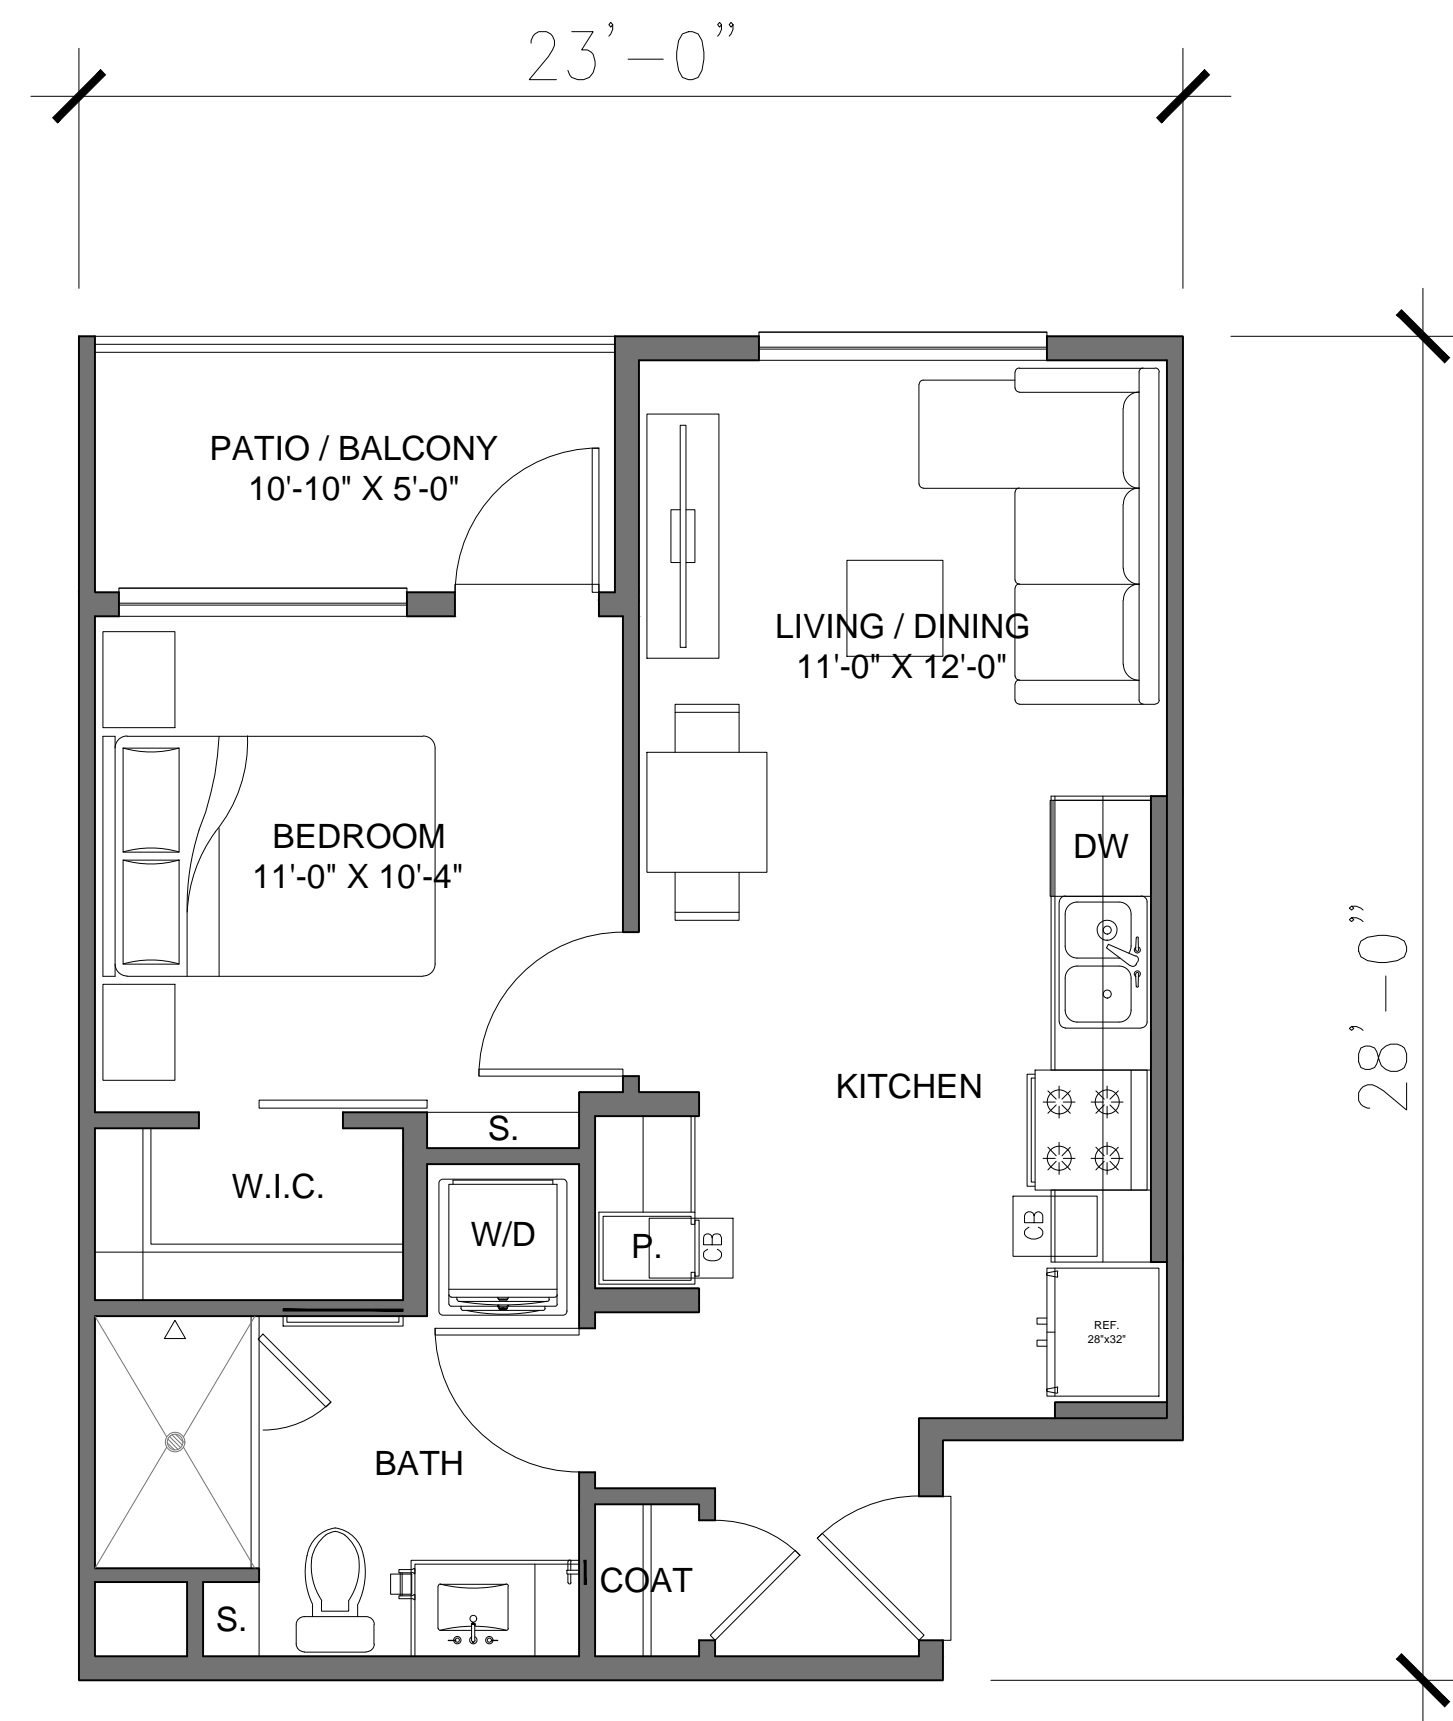 23'-0"
PATIO / BALCONY
10'-10" X 5'-0"
LIVING / DINING
11'-0" X 12'-0"
BEDROOM
11'-0" X 10'-4"
DW
28'-0"
KITCHEN
S.
W.I.C.
W/D
P.
CB
CB
REF.
28"x32"
BATH
COAT
S.